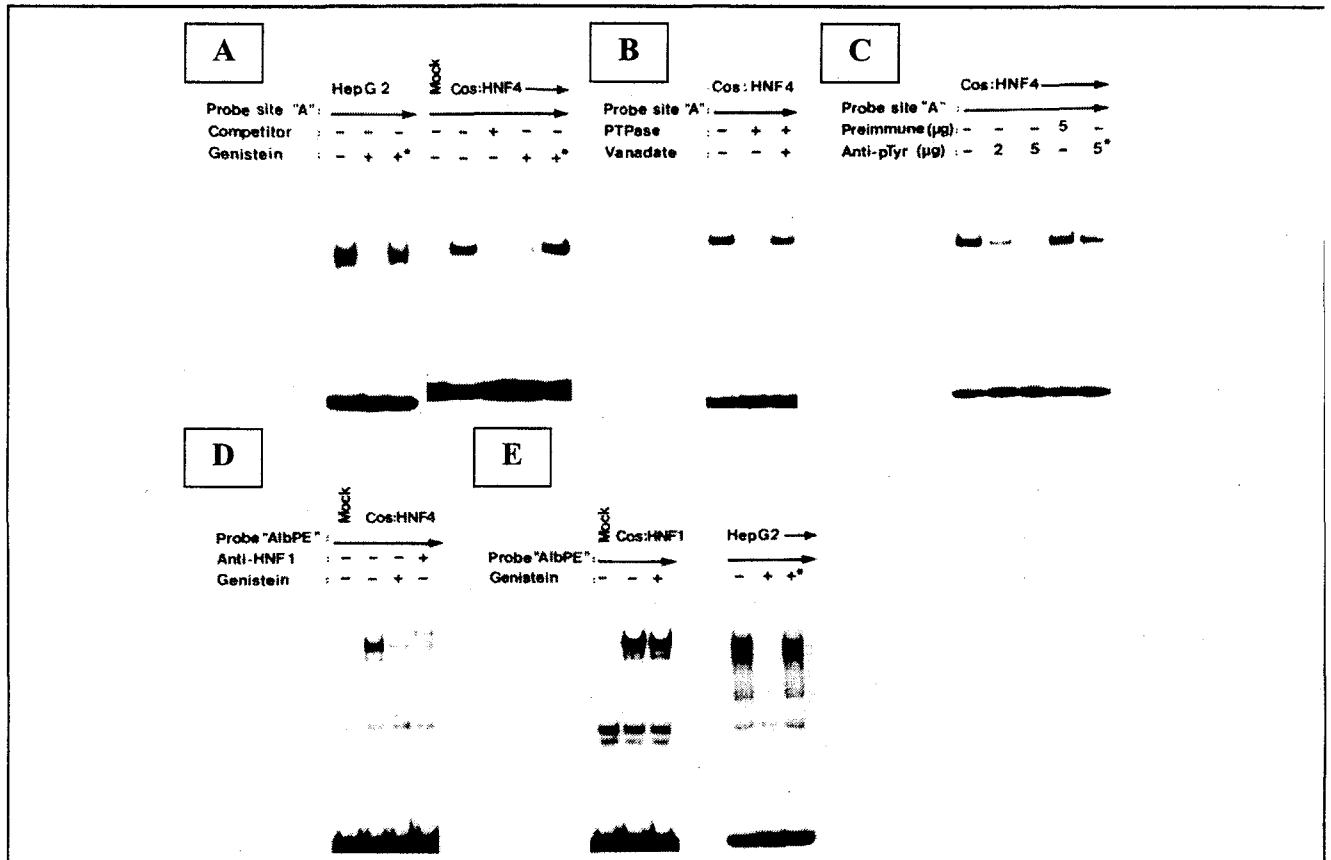 A
HepG 2
Mock
Cos:HNF4
Probe site "A" :
Competitor : - - - - - + - -
Genistein : - + +* - - - + +*
B
Cos:HNF4
Probe site "A" :
PTPase - + +
Vanadate - - +
C
Cos:HNF4
Probe site "A" :
Preimmune (µg) : - - - 5 -
Anti-pTyr (µg) : - 2 5 - 5*
D
Mock
Cos:HNF4
Probe "AlbPE" :
Anti-HNF1 - - - +
Genistein : - - + -
E
Mock
Cos:HNF1
HepG2
Probe "AlbPE" :
Genistein : - - + - + +*